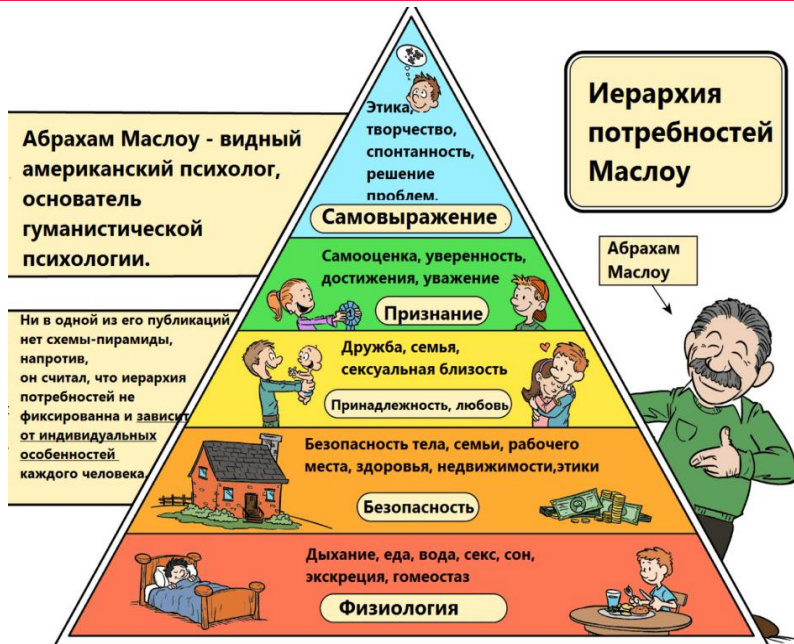 Иерархия
потребностей
Маслоу
Абрахам Маслоу - видный
американский психолог,
основатель
гуманистической
психологии.
Ни в одной из его публикаций
нет схемы-пирамиды,
напротив,
он считал, что иерархия
потребностей не
фиксированна и зависит
от индивидуальных
особенностей
каждого человека.
Абрахам
Маслоу
Этика,
творчество,
спонтанность,
решение
проблем.
Самовыражение
Самооценка, уверенность,
достижения, уважение
Признание
Дружба, семья,
сексуальная близость
Принадлежность, любовь
Безопасность тела, семьи, рабочего
места, здоровья, недвижимости,этики
Безопасность
Дыхание, еда, вода, секс, сон,
экскреция, гомеостаз
Физиология